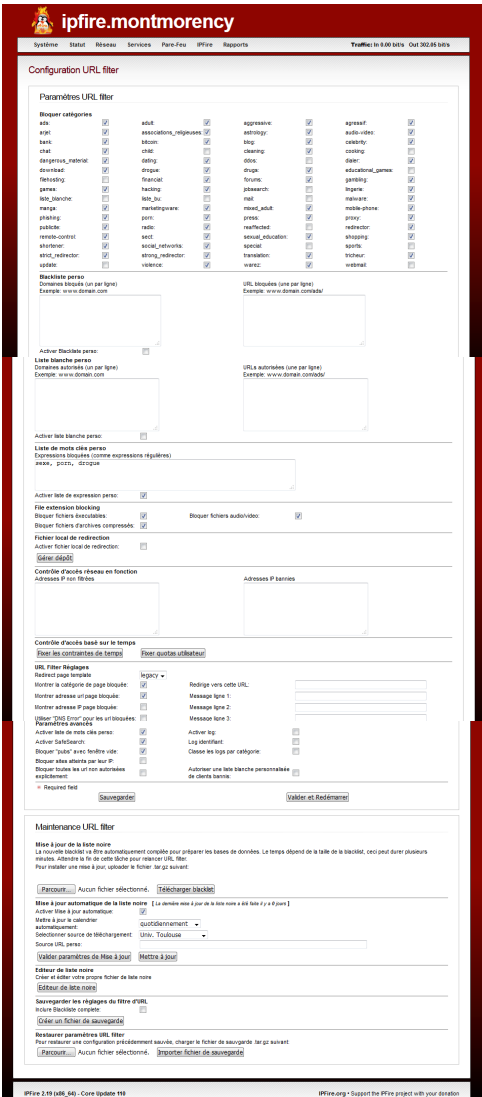 ipfire.montmorency
Système Statut Réseau Services Pare-Feu IPFire Rapports Traffic: In 0.00 bit/s Out 302.05 bit/s
Configuration URL filter
Paramètres URL filter
Bloquer catégories
ads: adult: aggressive: agressif:
arjel: associations_religieuses: astrology: audio-video:
bank: bitcoin: blog: celebrity:
chat: child: cleaning: cooking:
dangerous_material: dating: ddos: dialer:
download: drogue: drugs: educational_games:
filehosting: financial: forums: gambling:
games: hacking: jobsearch: lingerie:
liste_blanche: liste_bu: mail: malware:
manga: marketingware: mixed_adult: mobile-phone:
phishing: porn: press: proxy:
publicite: radio: reaffected: redirector:
remote-control: sect: sexual_education: shopping:
shortener: social_networks: special: sports:
strict_redirector: strong_redirector: translation: tricheur:
update: violence: warez: webmail:
Blackliste perso
Domaines bloqués (un par ligne) URL bloquées (une par ligne)
Exemple: www.domain.com Exemple: www.domain.com/ads/
Activer Blackliste perso:
Liste blanche perso
Domaines autorisés (un par ligne) URLs autorisées (une par ligne)
Exemple: www.domain.com Exemple: www.domain.com/ads/
Activer liste blanche perso:
Liste de mots clés perso
Expressions bloquées (comme expressions régulières)
sexe, porn, drogue
Activer liste de expression perso:
File extension blocking
Bloquer fichiers éxecutables: Bloquer fichiers audio/video:
Bloquer fichiers d'archives compressés:
Fichier local de redirection
Activer fichier local de redirection:
Gérer dépôt
Contrôle d'accès réseau en fonction
Adresses IP non filtrées Adresses IP bannies
Contrôle d'accès basé sur le temps
Fixer les contraintes de temps Fixer quotas utilisateur
URL Filter Réglages
Redirect page template legacy
Montrer la catégorie de page bloquée: Redirige vers cette URL:
Montrer adresse url page bloquée: Message ligne 1:
Montrer adresse IP page bloquée: Message ligne 2:
Utiliser "DNS Error" pour les url bloquées: Message ligne 3:
Paramètres avancés
Activer liste de mots clés perso: Activer log:
Activer SafeSearch: Log identifiant:
Bloquer "pubs" avec fenêtre vide: Classe les logs par catégorie:
Bloquer sites atteints par leur IP:
Bloquer toutes les url non autorisées explicitement: Autoriser une liste blanche personnalisée de clients bannis:
Required field
Sauvegarder Valider et Redémarrer
Maintenance URL filter
Mise à jour de la liste noire
La nouvelle blacklist va être automatiquement compilée pour préparer les bases de données. Le temps dépend de la taille de la blacklist, ceci peut durer plusieurs
minutes. Attendre la fin de cette tâche pour relancer URL filter.
Pour installer une mise à jour, uploader le fichier .tar.gz suivant:
Parcourir... Aucun fichier sélectionné. Télécharger blacklist
Mise à jour automatique de la liste noire [ La dernière mise à jour de la liste noire a été faite il y a 0 jours ]
Activer Mise à jour automatique:
Mettre à jour le calendrier
automatiquement: quotidiennement
Selectionner source de téléchargement: Univ. Toulouse
Source URL perso:
Valider paramètres de Mise à jour Mettre à jour
Editeur de liste noire
Créer et éditer votre propre fichier de liste noire
Editeur de liste noire
Sauvegarder les réglages du filtre d'URL
Inclure Blackliste complete:
Créer un fichier de sauvegarde
Restaurer paramètres URL filter
Pour restaurer une configuration précédemment sauvée, charger le fichier de sauvgarde .tar.gz suivant:
Parcourir... Aucun fichier sélectionné. Importer fichier de sauvegarde
IPFire 2.19 (x86_64) - Core Update 110 IPFire.org • Support the IPFire project with your donation